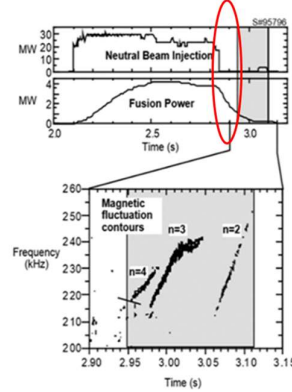 S#95796
30
20
10
0
MW
Neutral Beam Injection
4
2
0
MW
Fusion Power
2.0 2.5 3.0
Time (s)
260
250
240
230
220
210
200
Frequency
(kHz)
Magnetic
fluctuation
contours
n=4
n=3
n=2
2.90 2.95 3.00 3.05 3.10 3.15
Time (s)